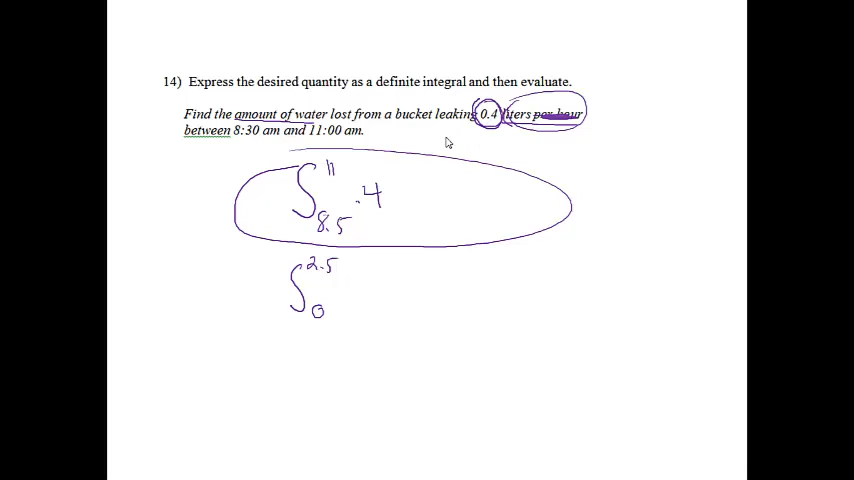 14) Express the desired quantity as a definite integral and then evaluate.
Find the amount of water lost from a bucket leaking 0.4 liters per hour
between 8:30 am and 11:00 am.
∫ 11
8.5 .4
∫ 2.5
0